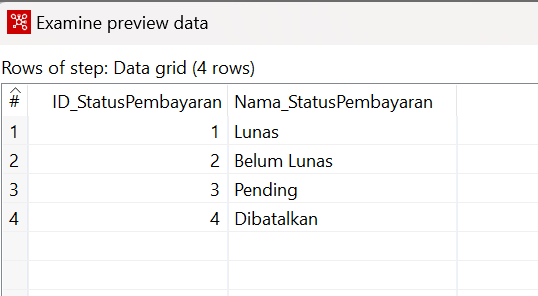 Examine preview data
Rows of step: Data grid (4 rows)
# ID_StatusPembayaran Nama_StatusPembayaran
1 1 Lunas
2 2 Belum Lunas
3 3 Pending
4 4 Dibatalkan